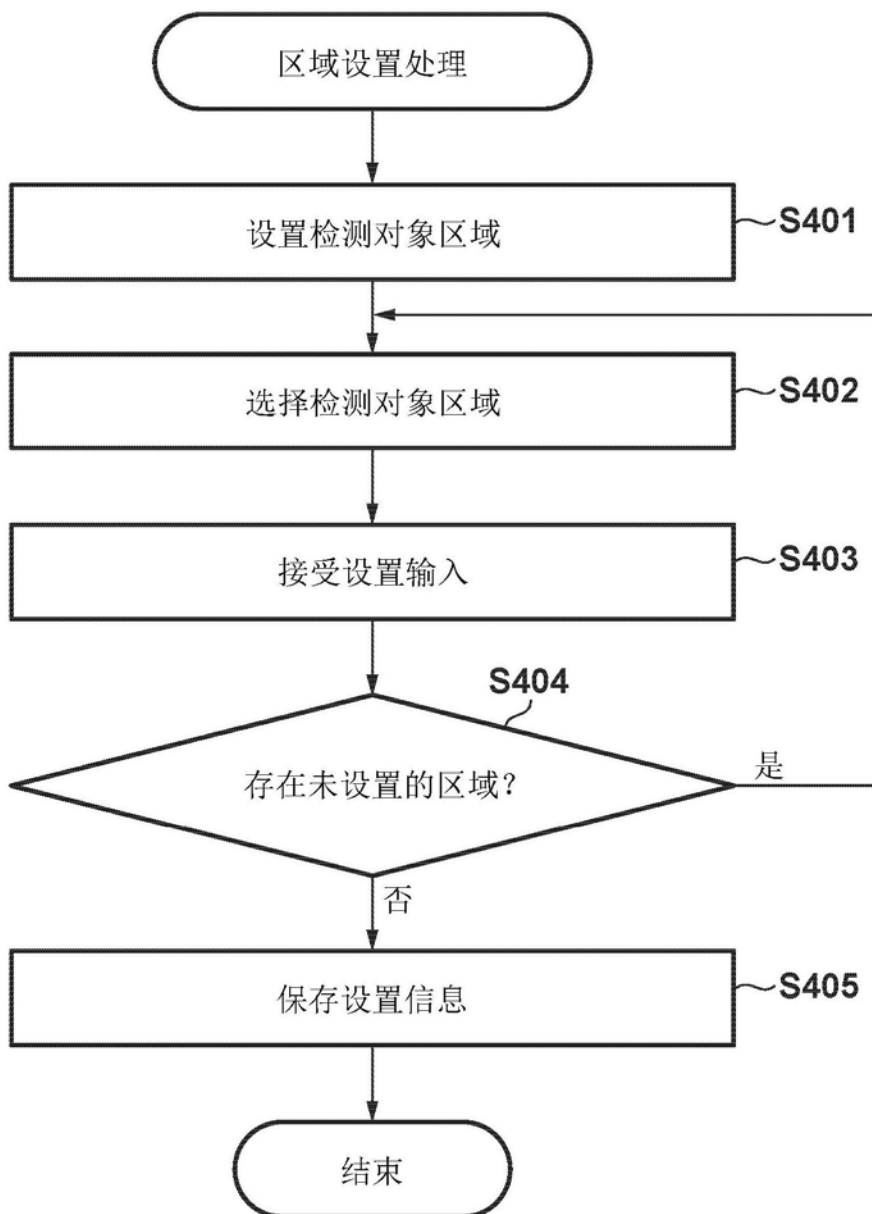 区域设置处理
设置检测对象区域
S401
选择检测对象区域
S402
接受设置输入
S403
S404
存在未设置的区域?
是
否
保存设置信息
S405
结束